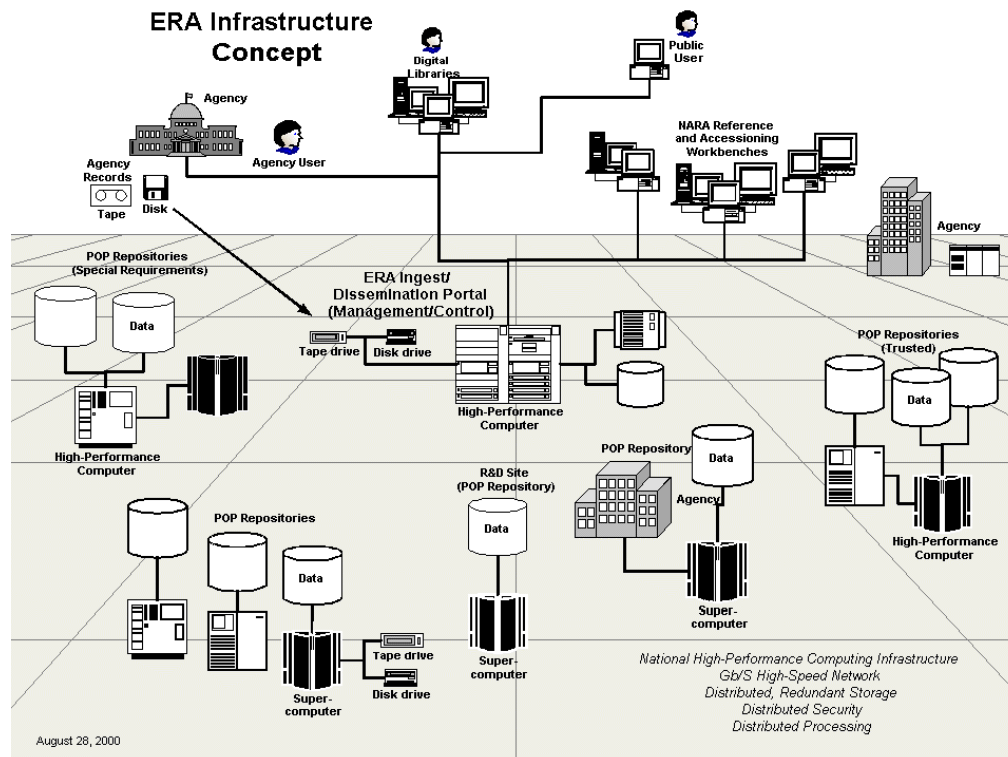 ERA Infrastructure
Concept
Digital
Libraries
Public
User
Agency
Agency User
NARA Reference
and Accessioning
Workbenches
Agency
Records
Tape
Disk
Agency
POP Repositories
(Special Requirements)
Data
ERA Ingest/
Dissemination Portal
(Management/Control)
Tape drive
Disk drive
High-Performance
Computer
POP Repositories
(Trusted)
Data
High-Performance
Computer
High-Performance
Computer
POP Repository
Agency
Data
Super-
computer
R&D Site
(POP Repository)
Data
Super-
computer
POP Repositories
Data
Tape drive
Disk drive
Super-
computer
National High-Performance Computing Infrastructure
Gb/S High-Speed Network
Distributed, Redundant Storage
Distributed Security
Distributed Processing
August 28, 2000